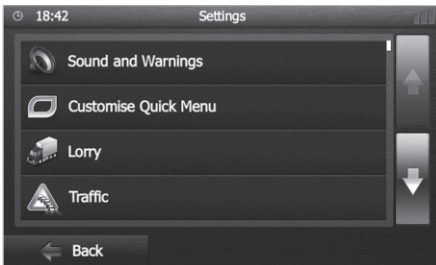 18:42 Settings
Sound and Warnings
Customise Quick Menu
Lorry
Traffic
Back